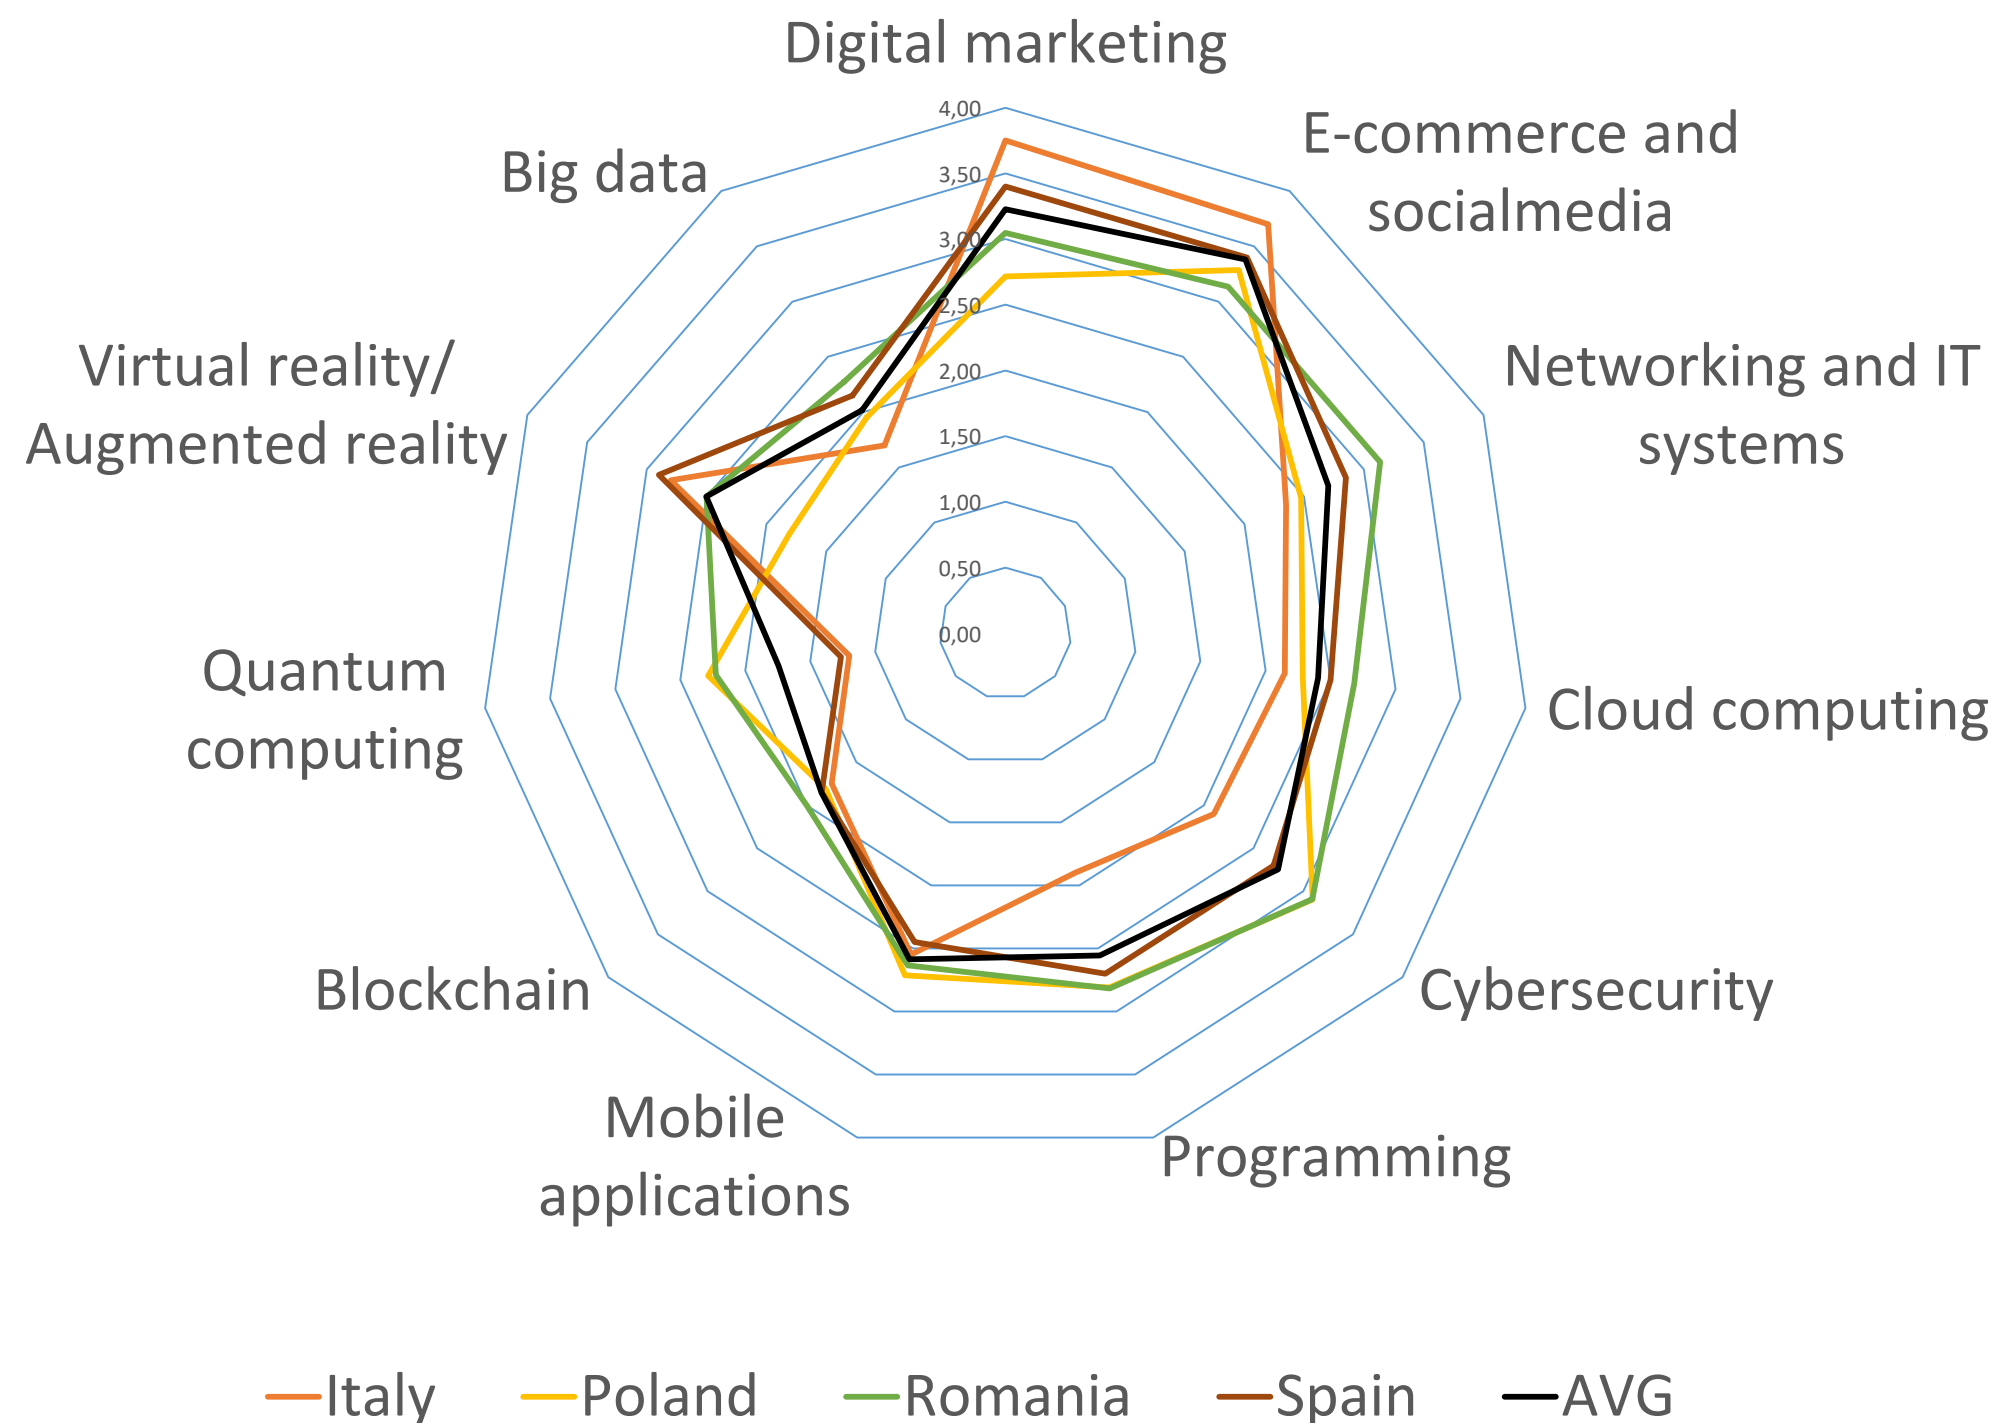 Digital marketing
E-commerce and
socialmedia
Networking and IT
systems
Cloud computing
Cybersecurity
Programming
Mobile
applications
Blockchain
Quantum
computing
Virtual reality/
Augmented reality
Big data
4,00
3,50
3,00
2,50
2,00
1,50
1,00
0,50
0,00
Italy
Poland
Romania
Spain
AVG